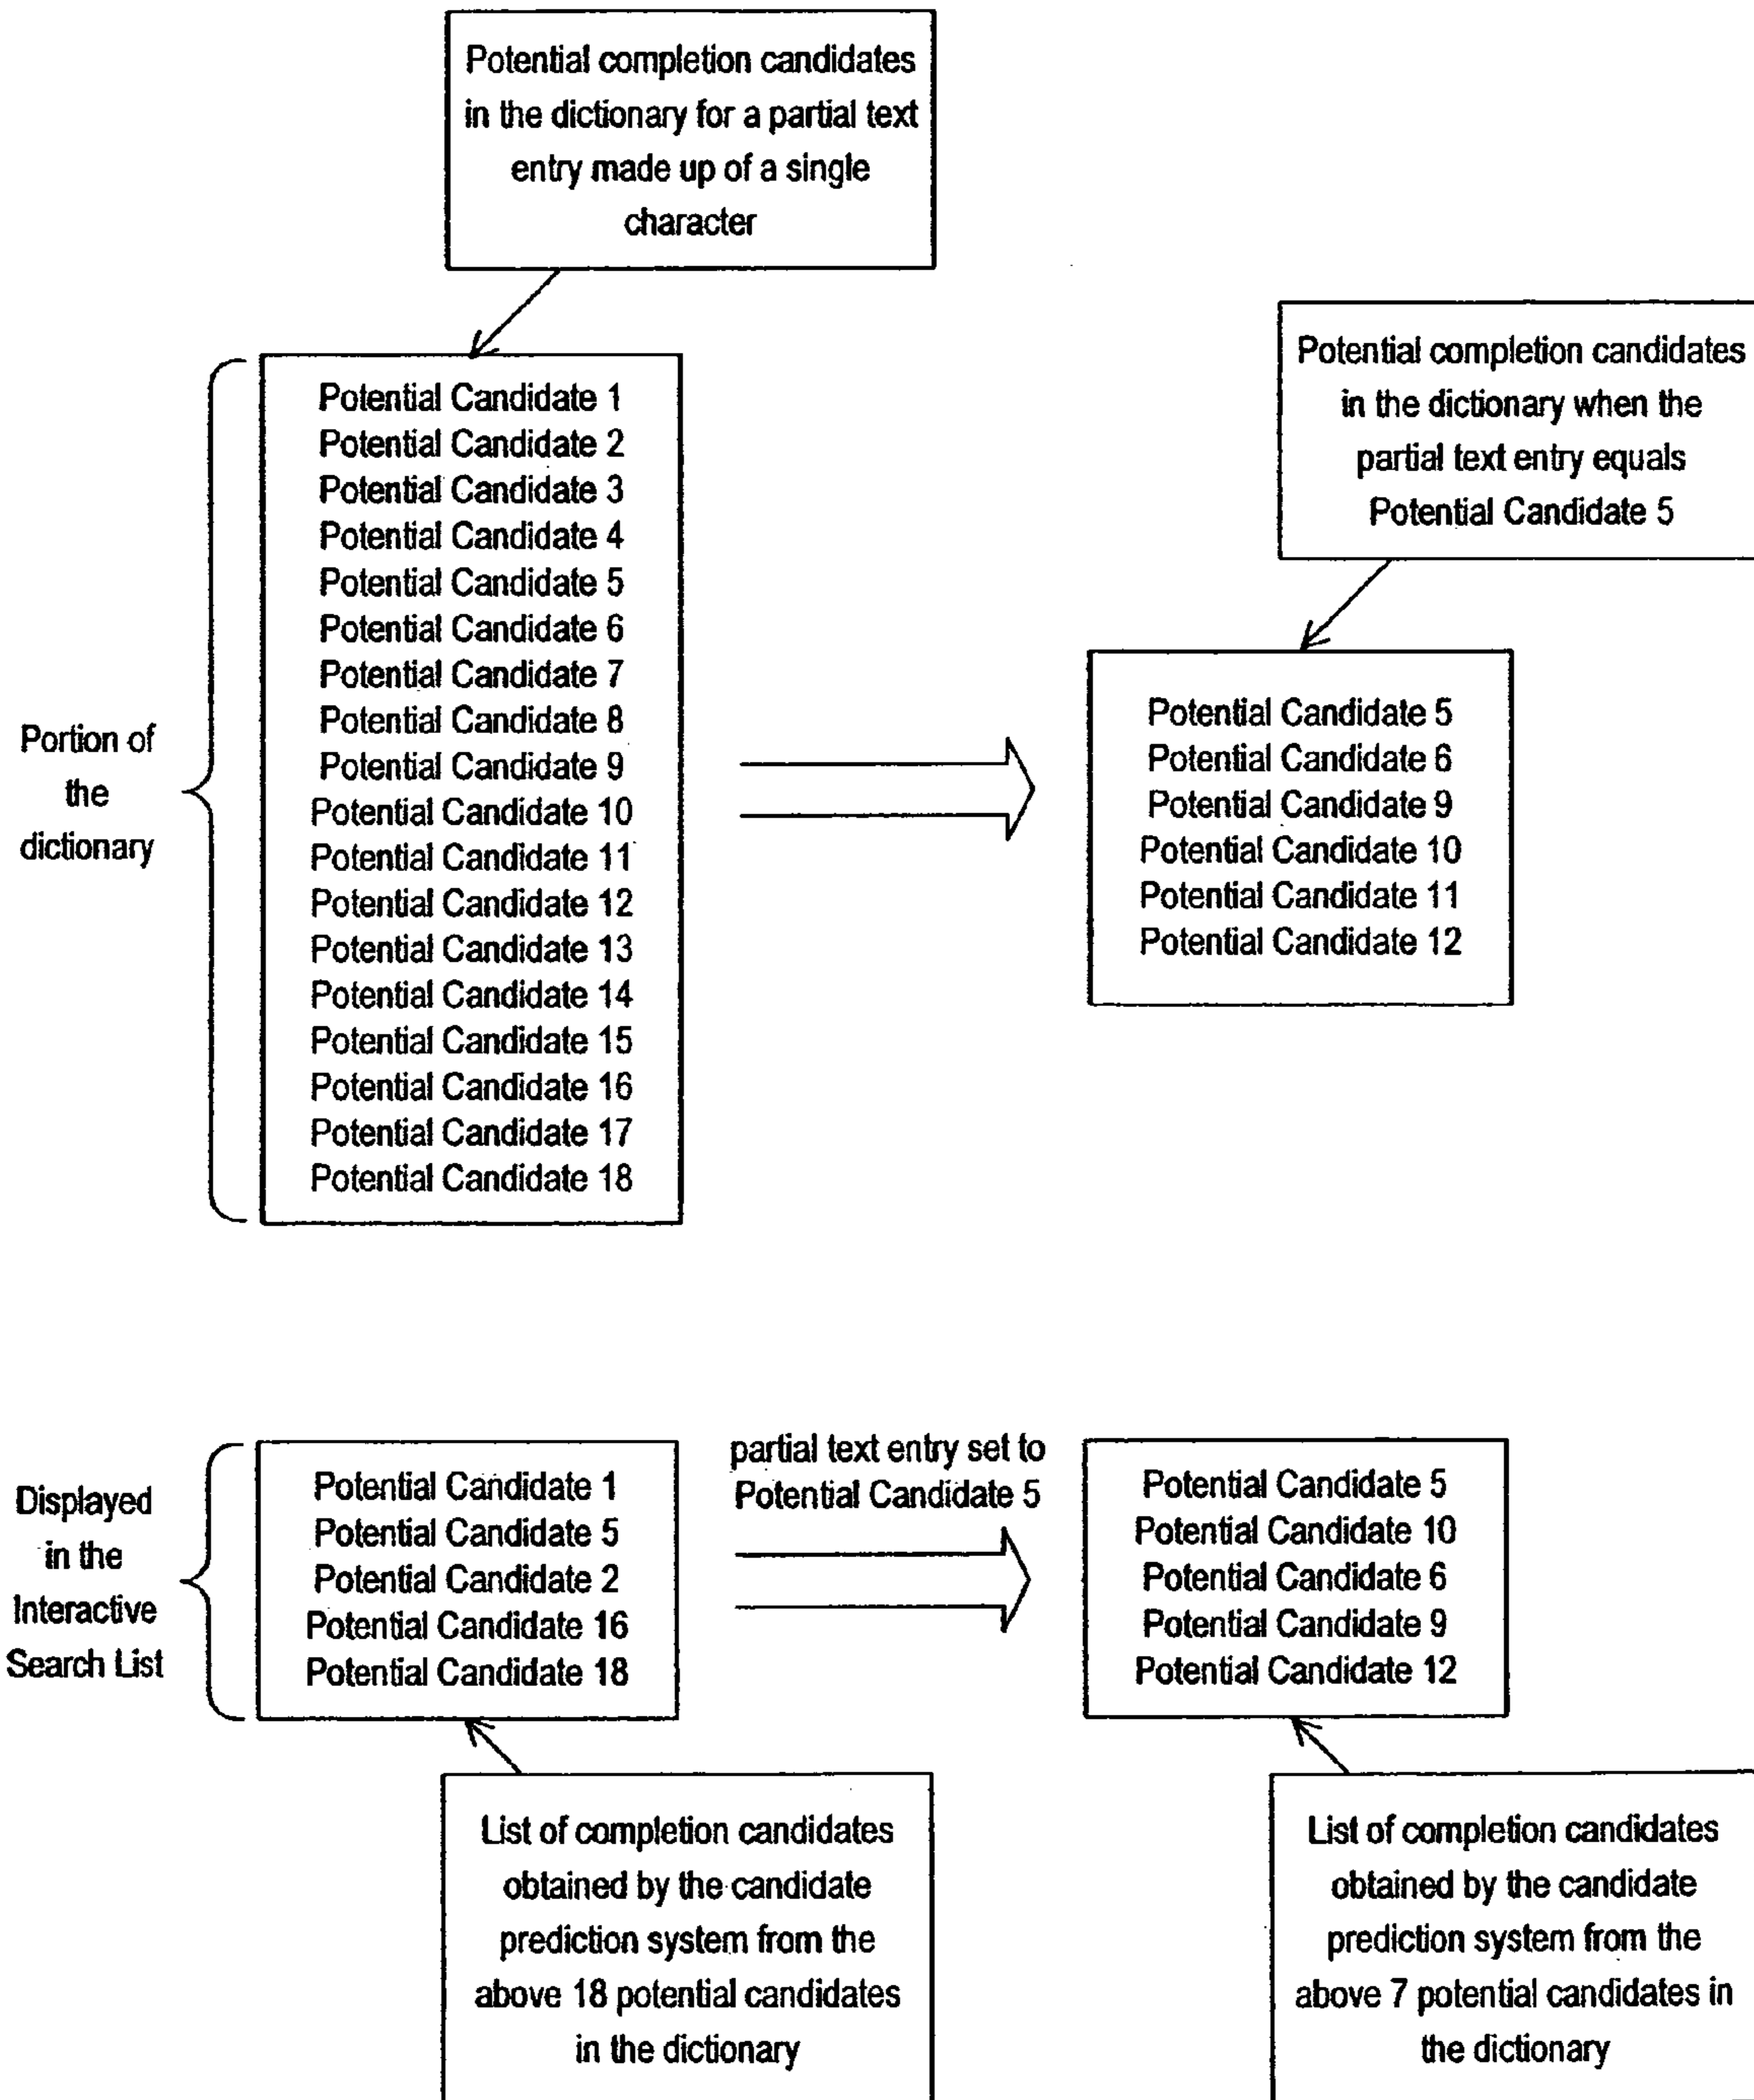 Potential completion candidates
in the dictionary for a partial text
entry made up of a single
character
Potential completion candidates
in the dictionary when the
partial text entry equals
Potential Candidate 5
Portion of
the
dictionary
Potential Candidate 1
Potential Candidate 2
Potential Candidate 3
Potential Candidate 4
Potential Candidate 5
Potential Candidate 6
Potential Candidate 7
Potential Candidate 8
Potential Candidate 9
Potential Candidate 10
Potential Candidate 11
Potential Candidate 12
Potential Candidate 13
Potential Candidate 14
Potential Candidate 15
Potential Candidate 16
Potential Candidate 17
Potential Candidate 18
Potential Candidate 5
Potential Candidate 6
Potential Candidate 9
Potential Candidate 10
Potential Candidate 11
Potential Candidate 12
Displayed
in the
Interactive
Search List
Potential Candidate 1
Potential Candidate 5
Potential Candidate 2
Potential Candidate 16
Potential Candidate 18
partial text entry set to
Potential Candidate 5
Potential Candidate 5
Potential Candidate 10
Potential Candidate 6
Potential Candidate 9
Potential Candidate 12
List of completion candidates
obtained by the candidate
prediction system from the
above 18 potential candidates
in the dictionary
List of completion candidates
obtained by the candidate
prediction system from the
above 7 potential candidates in
the dictionary